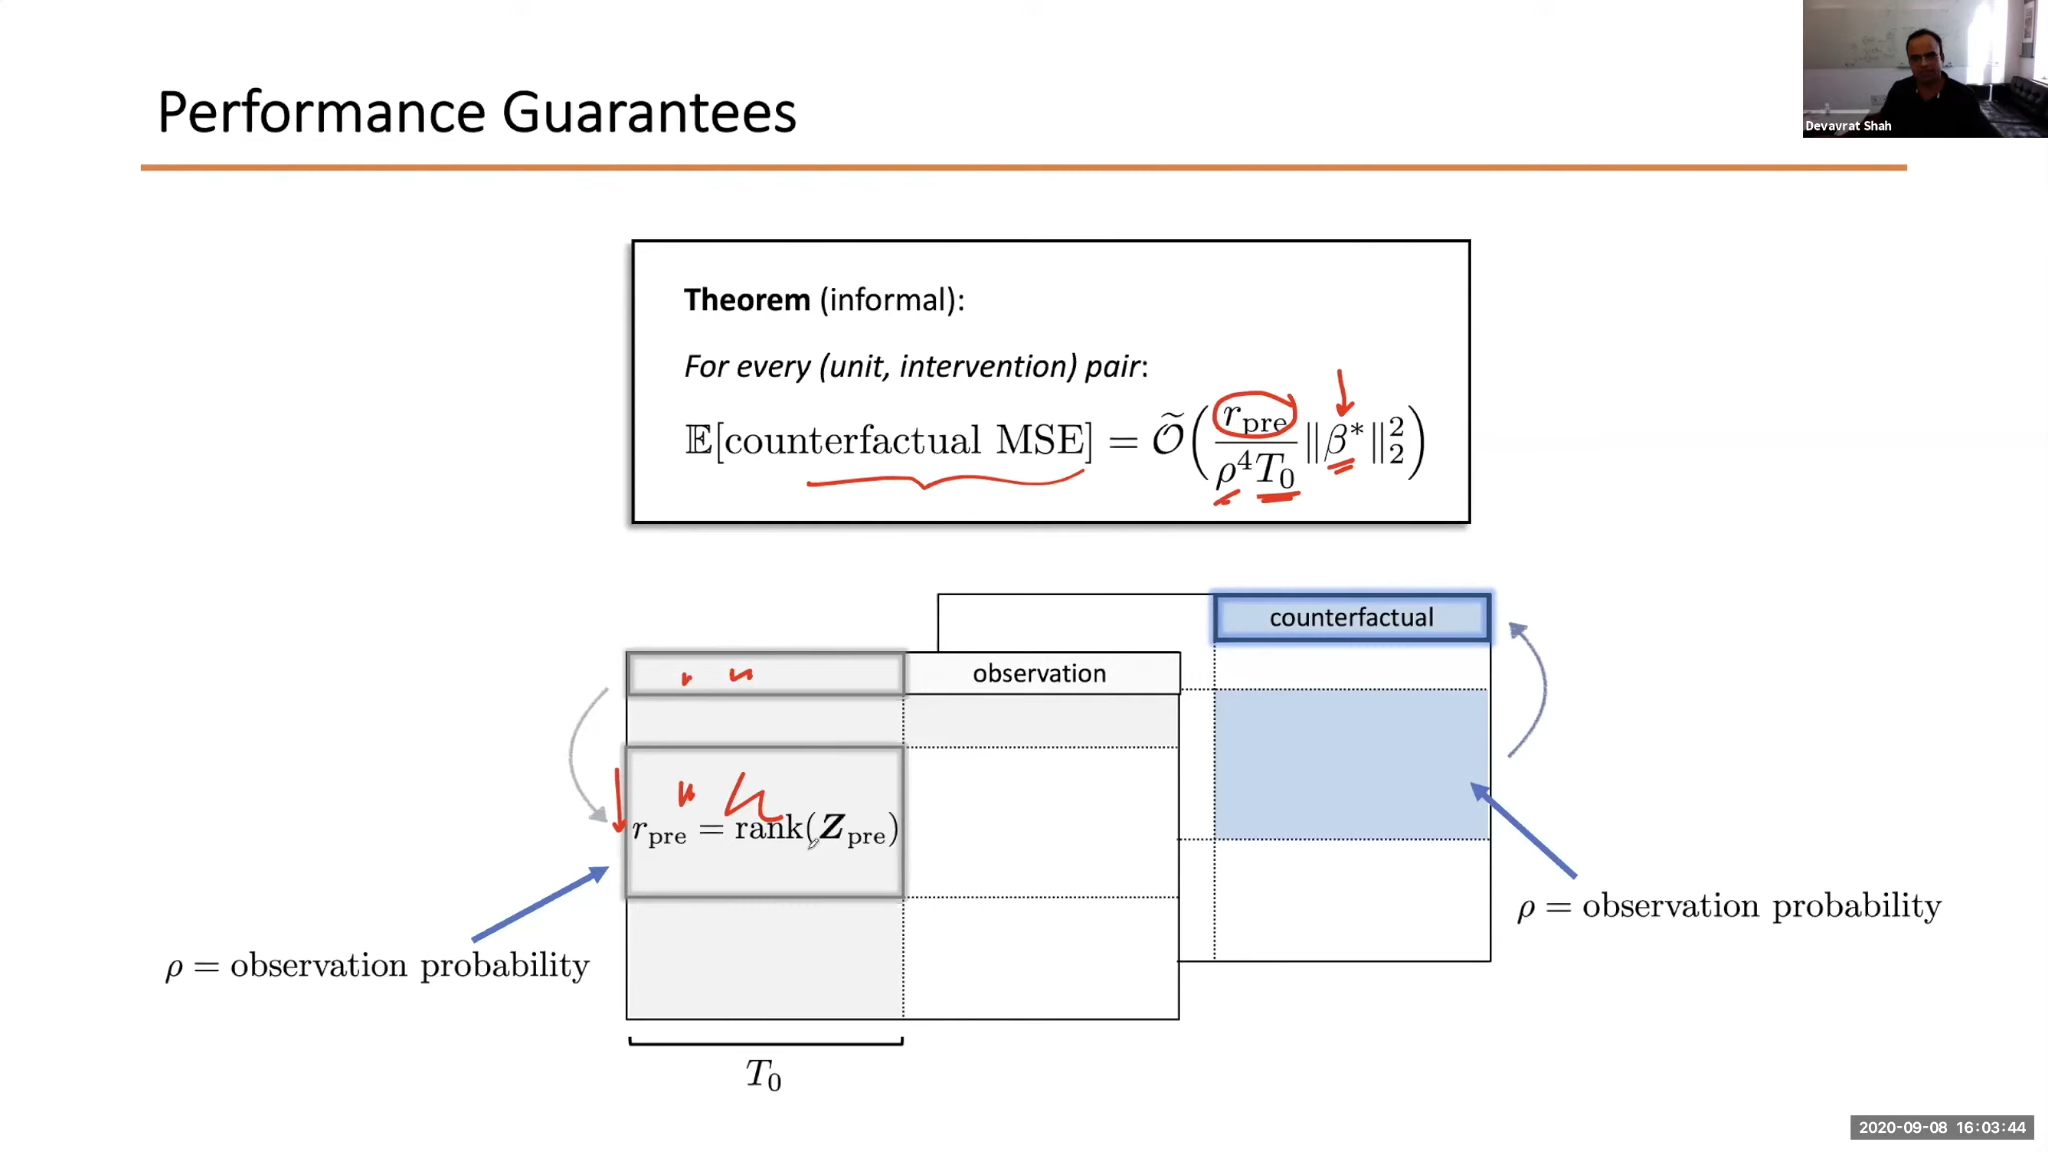 Performance Guarantees
Devavrat Shah
Theorem (informal):
For every (unit, intervention) pair:
𝔼[counterfactual MSE] = Õ(r_pre / ρ⁴T₀ ‖β*‖₂²)
counterfactual
observation
r_pre = rank(Z_pre)
ρ = observation probability
ρ = observation probability
T₀
2020-09-08 16:03:44